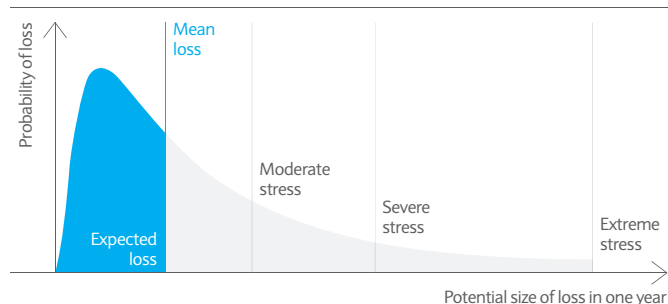 Probability of loss
Mean
loss
Moderate
stress
Severe
stress
Extreme
stress
Expected
loss
Potential size of loss in one year